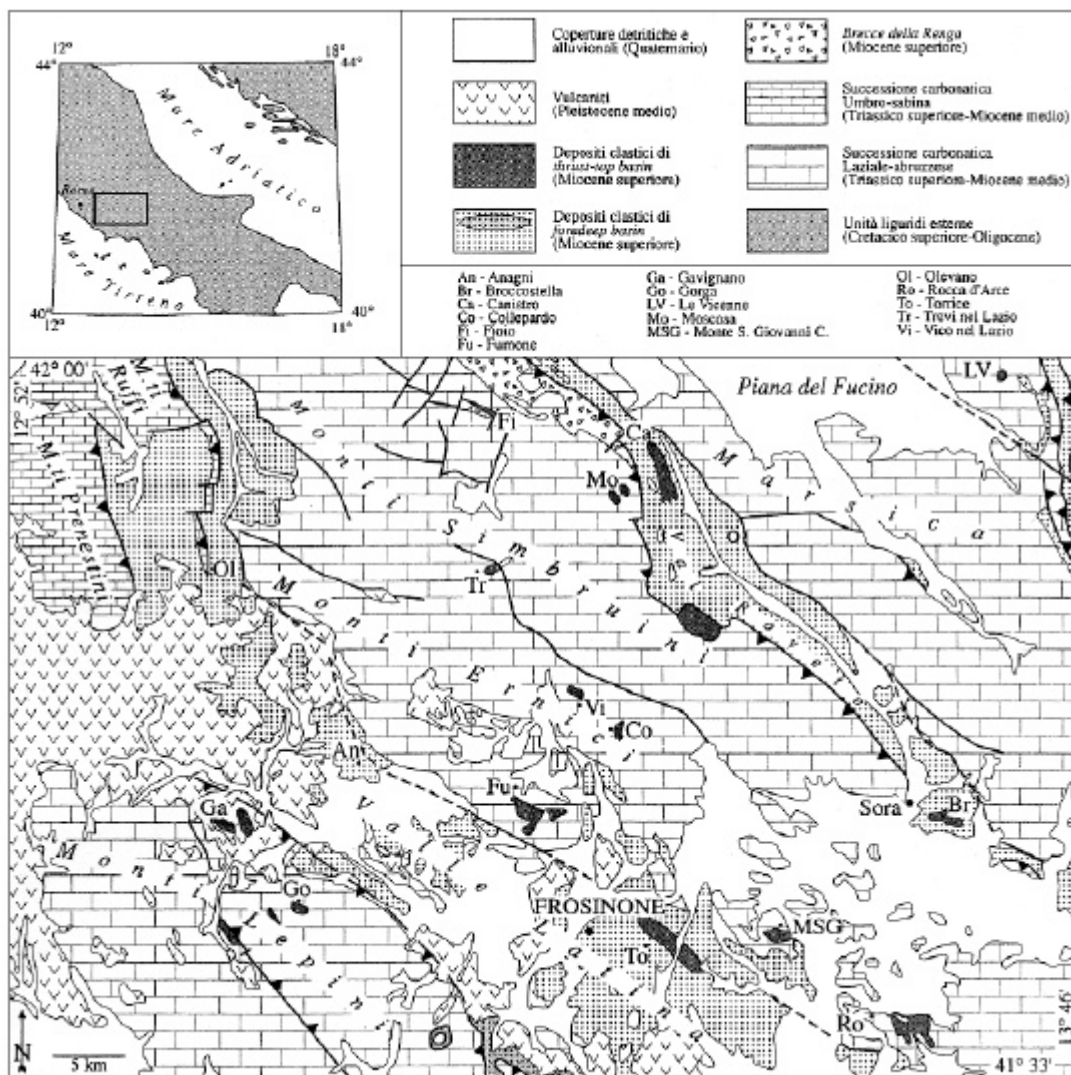 12°
44°
18°
44°
Mare Adriatico
Roma
Mare Tirreno
40°
12°
40°
18°
Coperture detritiche e
alluvionali (Quaternario)
Vulcaniti
(Pleistocene medio)
Depositi clastici di
thrust-top basin
(Miocene superiore)
Depositi clastici di
foredeep basin
(Miocene superiore)
Brecce della Renga
(Miocene superiore)
Successione carbonatica
Umbro-sabina
(Triassico superiore-Miocene medio)
Successione carbonatica
Laziale-abruzzese
(Triassico superiore-Miocene medio)
Unità liguridi esterne
(Cretacico superiore-Oligocene)
An - Anagni
Br - Broccostella
Ca - Canistro
Co - Collepardo
Fi - Fioio
Fu - Fumone
Ga - Gavignano
Go - Gorga
LV - Le Vicenne
Mo - Moscosa
MSG - Monte S. Giovanni C.
Ol - Olevano
Ro - Rocca d'Arce
To - Torrice
Tr - Trevi nel Lazio
Vi - Vico nel Lazio
42° 00'
12° 52'
M.ti
Ruffi
M.ti Prenestini
Monti Simbruini
Fi
Piana del Fucino
LV
Mo
Marsica
Ol
Tr
Monti Ernici
Roveto
Vi
Co
An
Fu
Sora
Br
Ga
Monti Lepini
Go
Valle Latina
FROSINONE
To
MSG
Ro
N
5 km
13° 46'
41° 33'